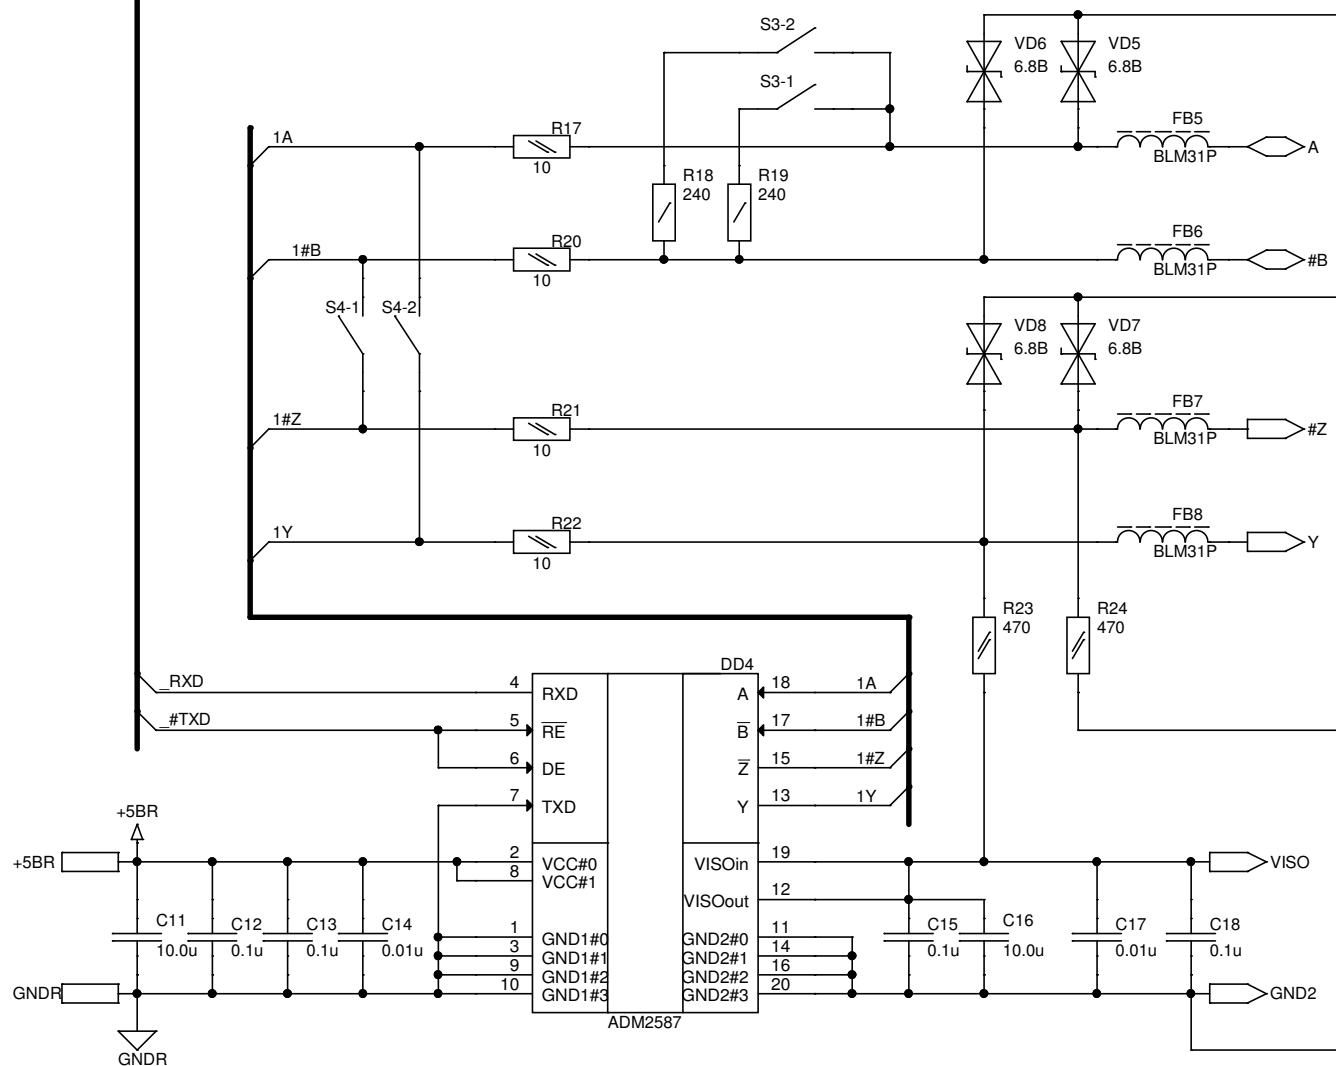 S3-2
VD6
6.8B
VD5
6.8B
S3-1
1A
R17
10
FB5
BLM31P
A
R18
240
R19
240
1#B
R20
10
FB6
BLM31P
#B
S4-1
S4-2
VD8
6.8B
VD7
6.8B
1#Z
R21
10
FB7
BLM31P
#Z
1Y
R22
10
FB8
BLM31P
Y
R23
470
R24
470
DD4
_RXD
4
RXD
A
18
1A
_#TXD
5
RE
B
17
1#B
6
DE
Z
15
1#Z
7
TXD
Y
13
1Y
+5BR
+5BR
2
VCC#0
VISOin
19
VISO
8
VCC#1
VISOout
12
C11
10.0u
C12
0.1u
C13
0.1u
C14
0.01u
1
GND1#0
GND2#0
11
3
GND1#1
GND2#1
14
9
GND1#2
GND2#2
16
10
GND1#3
GND2#3
20
C15
0.1u
C16
10.0u
C17
0.01u
C18
0.1u
GNDR
GND2
ADM2587
GNDR